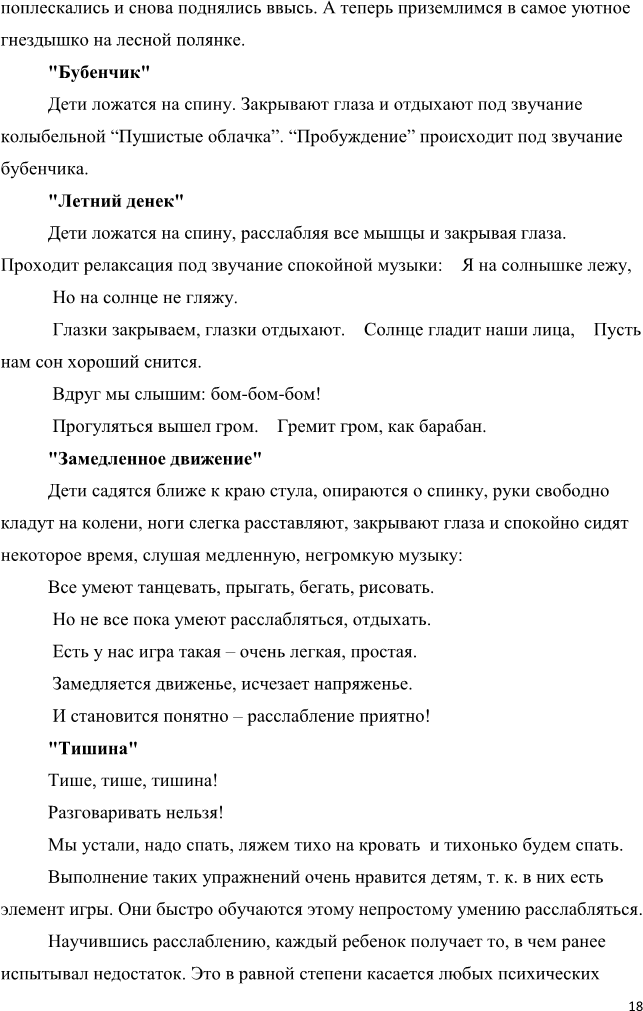 поплескались и снова поднялись ввысь. А теперь приземлимся в самое уютное
гнездышко на лесной полянке.
"Бубенчик"
Дети ложатся на спину. Закрывают глаза и отдыхают под звучание
колыбельной “Пушистые облачка”. “Пробуждение” происходит под звучание
бубенчика.
"Летний денек"
Дети ложатся на спину, расслабляя все мышцы и закрывая глаза.
Проходит релаксация под звучание спокойной музыки: Я на солнышке лежу,
Но на солнце не гляжу.
Глазки закрываем, глазки отдыхают. Солнце гладит наши лица, Пусть
нам сон хороший снится.
Вдруг мы слышим: бом-бом-бом!
Прогуляться вышел гром. Гремит гром, как барабан.
"Замедленное движение"
Дети садятся ближе к краю стула, опираются о спинку, руки свободно
кладут на колени, ноги слегка расставляют, закрывают глаза и спокойно сидят
некоторое время, слушая медленную, негромкую музыку:
Все умеют танцевать, прыгать, бегать, рисовать.
Но не все пока умеют расслабляться, отдыхать.
Есть у нас игра такая – очень легкая, простая.
Замедляется движенье, исчезает напряженье.
И становится понятно – расслабление приятно!
"Тишина"
Тише, тише, тишина!
Разговаривать нельзя!
Мы устали, надо спать, ляжем тихо на кровать и тихонько будем спать.
Выполнение таких упражнений очень нравится детям, т. к. в них есть
элемент игры. Они быстро обучаются этому непростому умению расслабляться.
Научившись расслаблению, каждый ребенок получает то, в чем ранее
испытывал недостаток. Это в равной степени касается любых психических
18